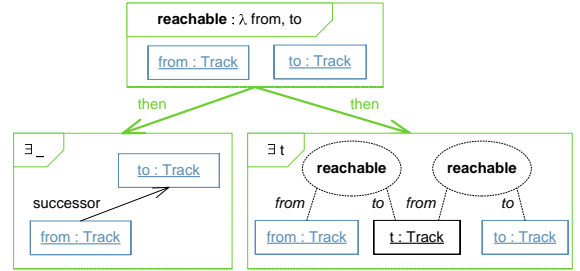 reachable : λ from, to
from : Track
to : Track
then
then
∃ _
to : Track
successor
from : Track
∃ t
reachable
reachable
from
to
from
to
from : Track
t : Track
to : Track